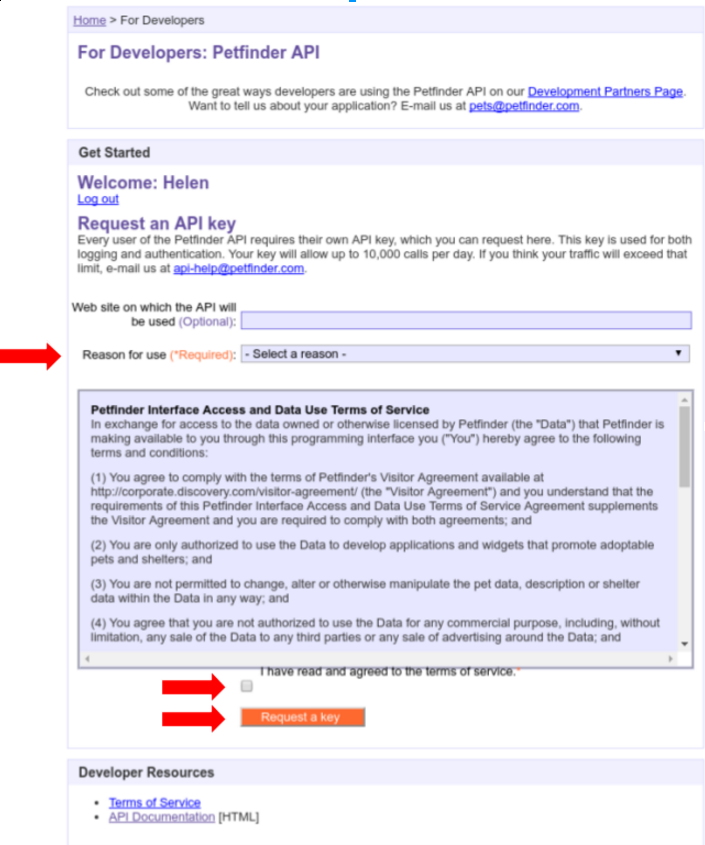 Home > For Developers
For Developers: Petfinder API
Check out some of the great ways developers are using the Petfinder API on our Development Partners Page.
Want to tell us about your application? E-mail us at pets@petfinder.com.
Get Started
Welcome: Helen
Log out
Request an API key
Every user of the Petfinder API requires their own API key, which you can request here. This key is used for both
logging and authentication. Your key will allow up to 10,000 calls per day. If you think your traffic will exceed that
limit, e-mail us at api-help@petfinder.com.
Web site on which the API will
be used (Optional):
Reason for use (*Required): - Select a reason -
Petfinder Interface Access and Data Use Terms of Service
In exchange for access to the data owned or otherwise licensed by Petfinder (the "Data") that Petfinder is
making available to you through this programming interface you ("You") hereby agree to the following
terms and conditions:
(1) You agree to comply with the terms of Petfinder's Visitor Agreement available at
http://corporate.discovery.com/visitor-agreement/ (the "Visitor Agreement") and you understand that the
requirements of this Petfinder Interface Access and Data Use Terms of Service Agreement supplements
the Visitor Agreement and you are required to comply with both agreements; and
(2) You are only authorized to use the Data to develop applications and widgets that promote adoptable
pets and shelters; and
(3) You are not permitted to change, alter or otherwise manipulate the pet data, description or shelter
data within the Data in any way; and
(4) You agree that you are not authorized to use the Data for any commercial purpose, including, without
limitation, any sale of the Data to any third parties or any sale of advertising around the Data; and
I have read and agreed to the terms of service.*
Request a key
Developer Resources
• Terms of Service
• API Documentation [HTML]